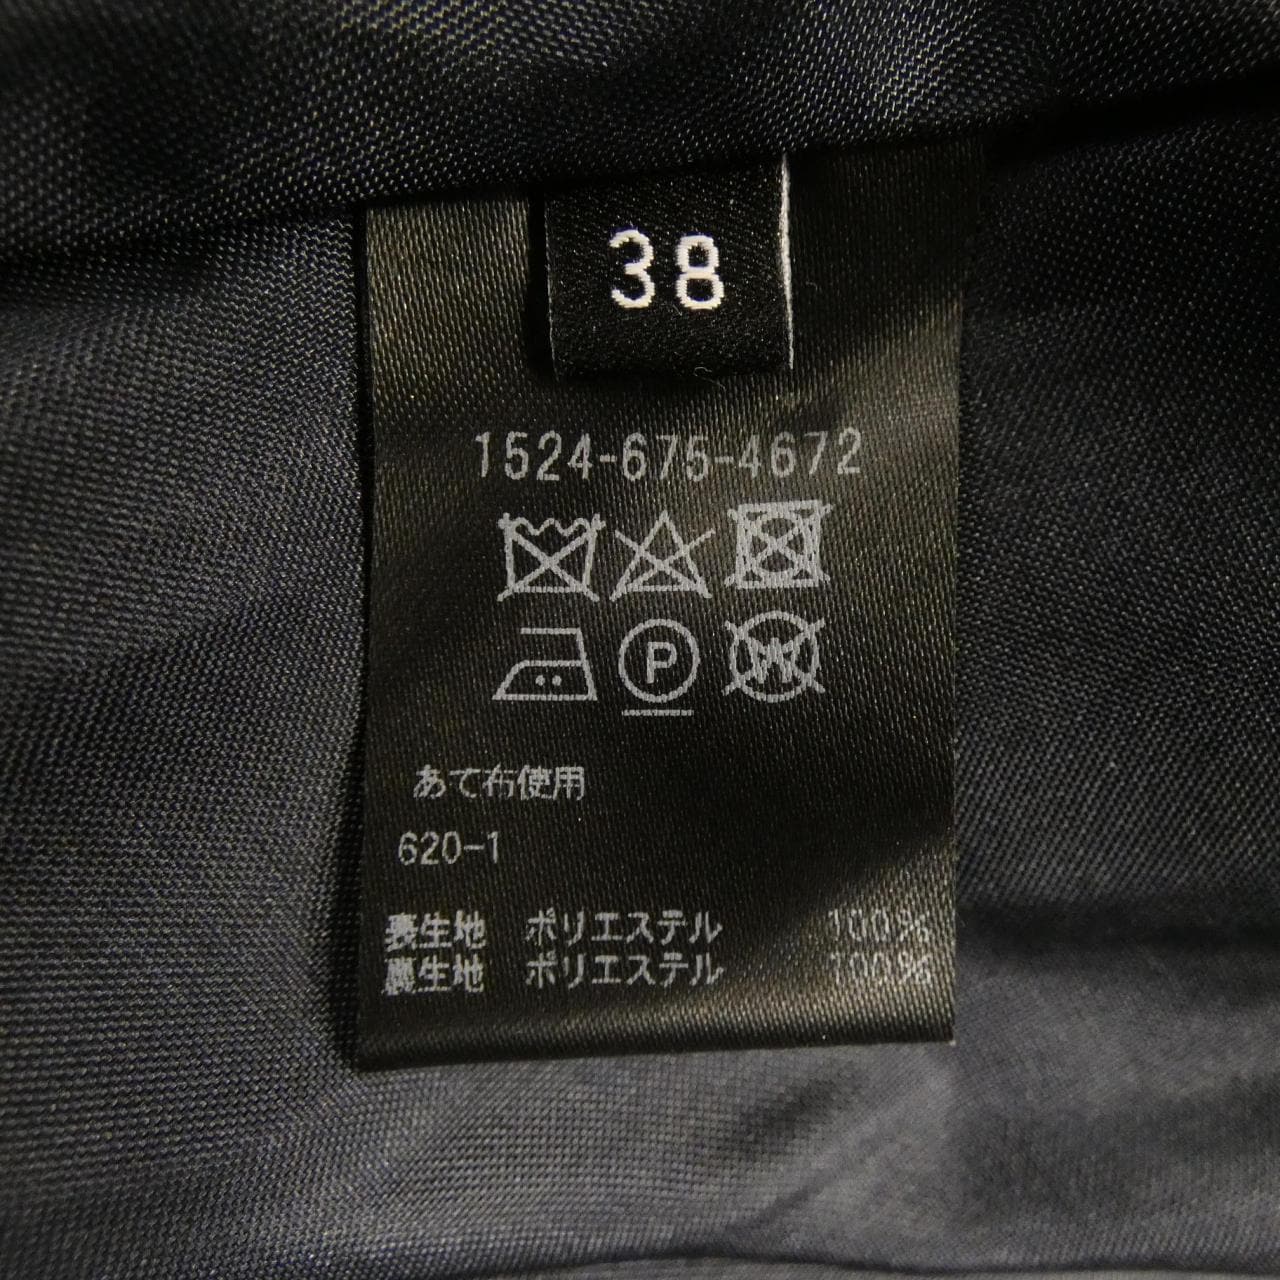 38
1524-675-4672
P
W
あて布使用
620-1
表生地 ポリエステル 100%
裏生地 ポリエステル 100%